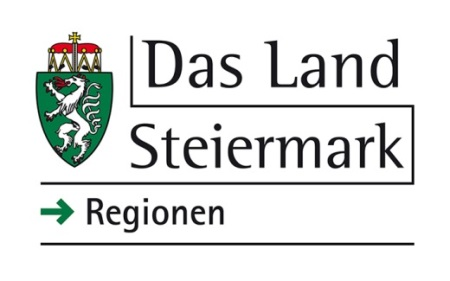 Das Land
Steiermark
→ Regionen